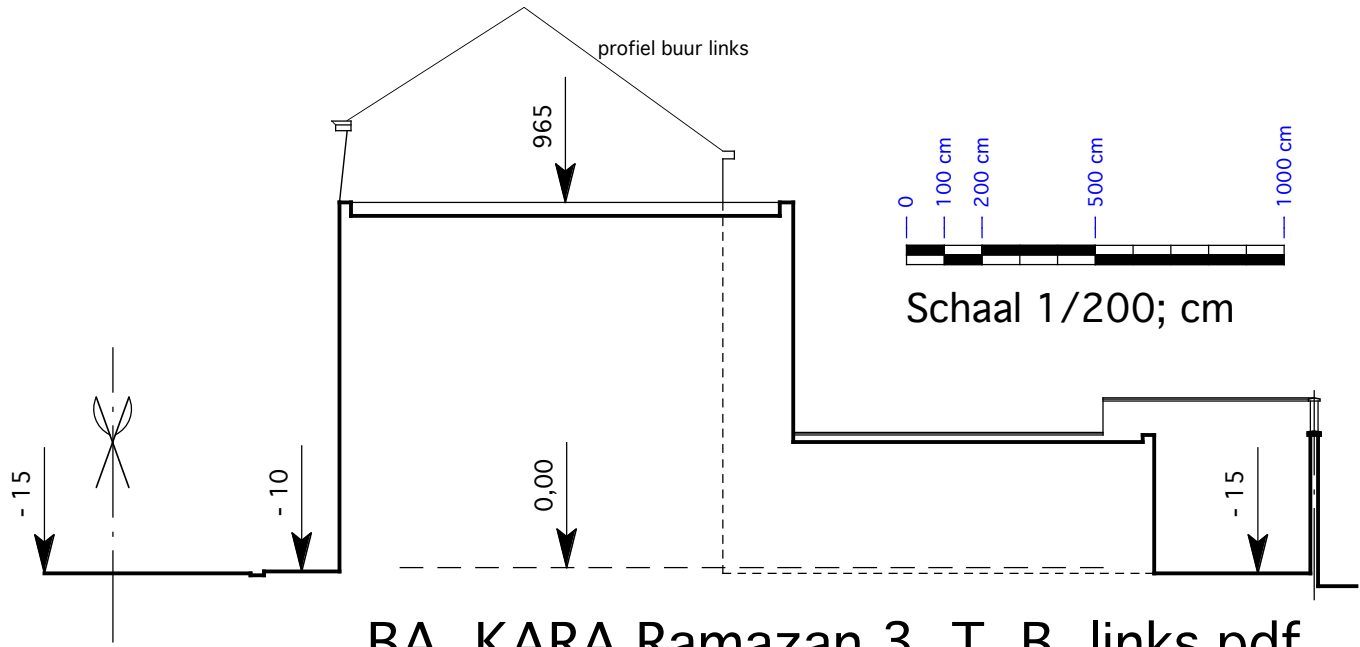 profiel buur links
965
0
100 cm
200 cm
500 cm
1000 cm
Schaal 1/200; cm
- 15
- 10
0,00
- 15
BA_KARA Ramazan 3_T_B_links.pdf